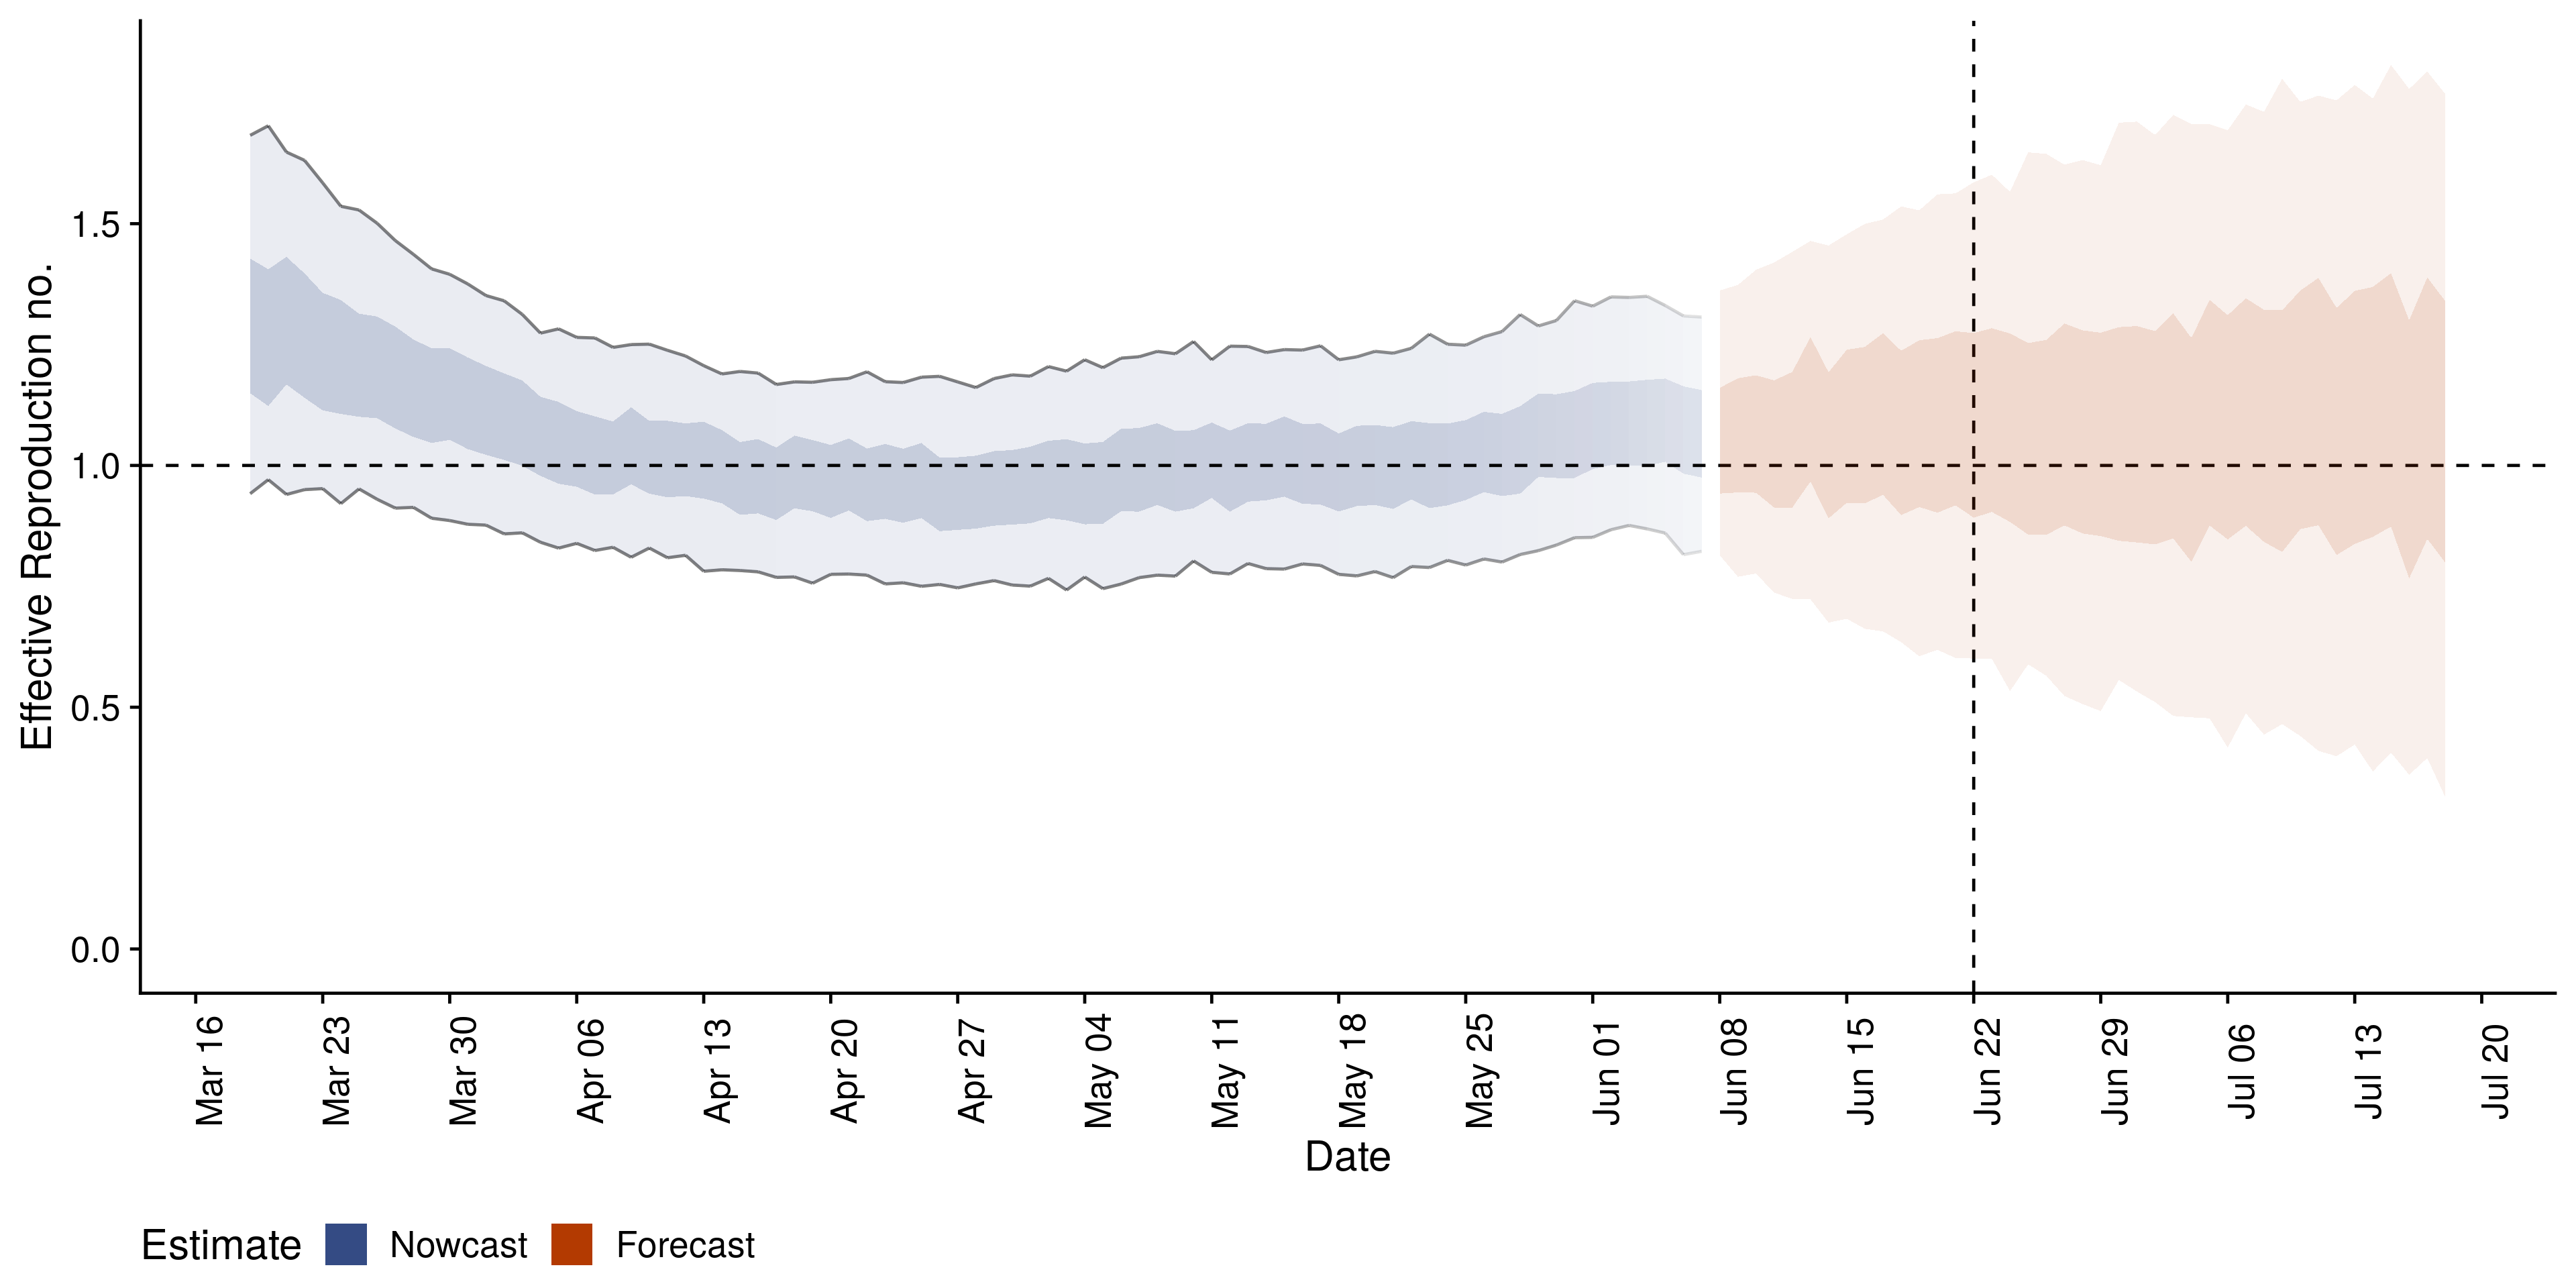 Effective Reproduction no.
1.5
1.0
0.5
0.0
Mar 16
Mar 23
Mar 30
Apr 06
Apr 13
Apr 20
Apr 27
May 04
May 11
May 18
May 25
Jun 01
Jun 08
Jun 15
Jun 22
Jun 29
Jul 06
Jul 13
Jul 20
Date
Estimate Nowcast Forecast